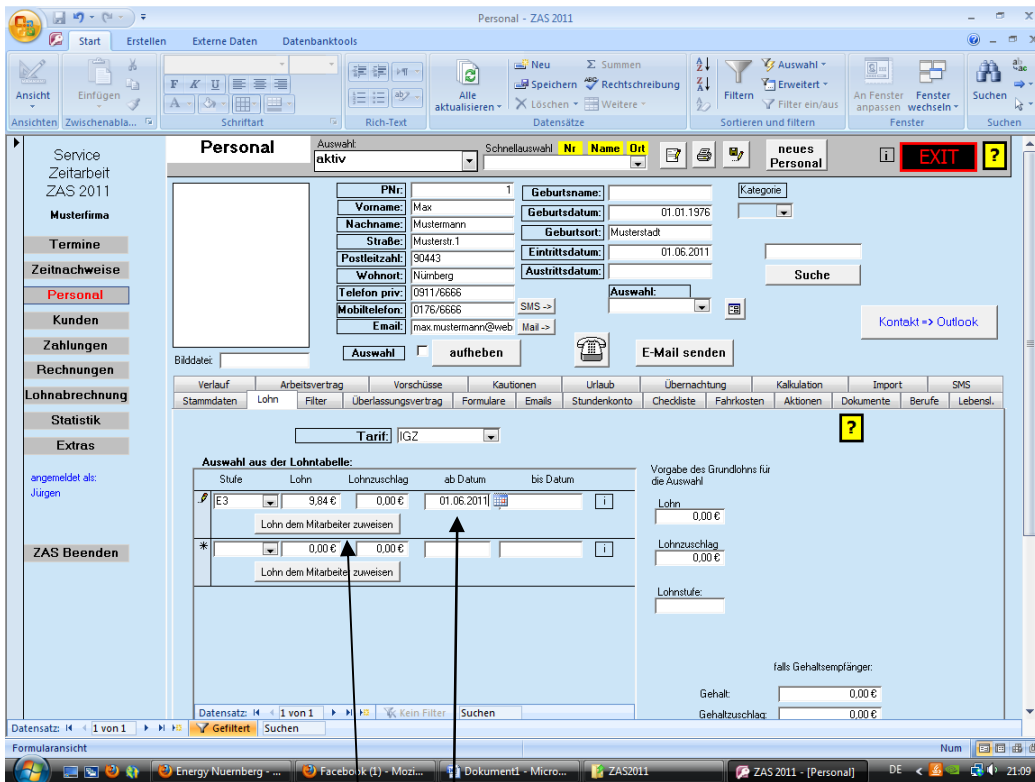 Personal - ZAS 2011
Start Erstellen Externe Daten Datenbanktools
Ansicht
Einfügen
F K U
A
Alle aktualisieren
Neu
Speichern
Löschen
Summen
Rechtschreibung
Weitere
Filtern
Auswahl
Erweitert
Filter ein/aus
An Fenster anpassen
Fenster wechseln
Suchen
Ansichten Zwischenabla... Schriftart Rich-Text Datensätze Sortieren und filtern Fenster Suchen
Service
Zeitarbeit
ZAS 2011
Musterfirma
Termine
Zeitnachweise
Personal
Kunden
Zahlungen
Rechnungen
Lohnabrechnung
Statistik
Extras
angemeldet als:
Jürgen
ZAS Beenden
Personal
Auswahl:
aktiv
Schnellauswahl Nr Name Ort
neues Personal
i
EXIT
?
PNr: 1
Vorname: Max
Nachname: Mustermann
Straße: Musterstr.1
Postleitzahl: 90443
Wohnort: Nürnberg
Telefon priv: 0911/6666
Mobiltelefon: 0176/6666
Email: max.mustermann@web
SMS ->
Mail ->
Geburtsname:
Geburtsdatum: 01.01.1976
Geburtsort: Musterstadt
Eintrittsdatum: 01.06.2011
Austrittsdatum:
Auswahl:
Kategorie
Suche
Kontakt => Outlook
Bilddatei:
Auswahl aufheben
E-Mail senden
Verlauf Arbeitsvertrag Vorschüsse Kautionen Urlaub Übernachtung Kalkulation Import SMS
Stammdaten Lohn Filter Überlassungsvertrag Formulare Emails Stundenkonto Checkliste Fahrkosten Aktionen Dokumente Berufe Lebensl.
Tarif: IGZ
?
Auswahl aus der Lohntabelle:
Stufe Lohn Lohnzuschlag ab Datum bis Datum
E3 9,84 € 0,00 € 01.06.2011 i
Lohn dem Mitarbeiter zuweisen
* 0,00 € 0,00 € i
Lohn dem Mitarbeiter zuweisen
Vorgabe des Grundlohns für
die Auswahl
Lohn
0,00 €
Lohnzuschlag
0,00 €
Lohnstufe:
falls Gehaltsempfänger:
Gehalt: 0,00 €
Gehaltzuschlag: 0,00 €
Datensatz: 1 von 1 Kein Filter Suchen
Datensatz: 1 von 1 Gefiltert Suchen
Formularansicht Num
Energy Nuernberg - ... Facebook (1) - Mozi... Dokument1 - Micro... ZAS2011 ZAS 2011 - [Personal] DE 21:09